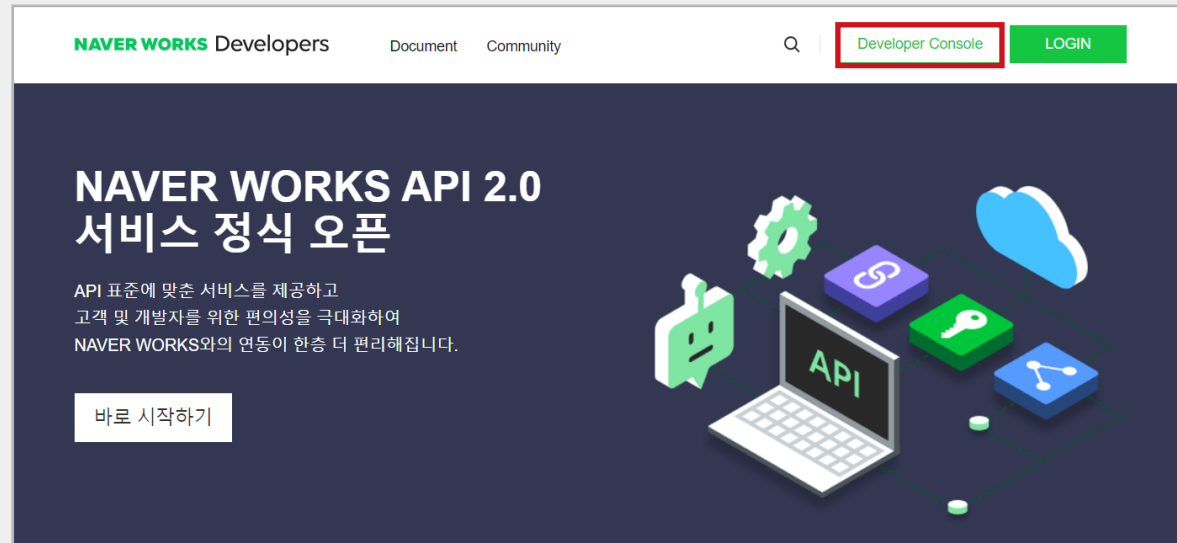 NAVER WORKS Developers Document Community Developer Console LOGIN
NAVER WORKS API 2.0
서비스 정식 오픈
API 표준에 맞춘 서비스를 제공하고
고객 및 개발자를 위한 편의성을 극대화하여
NAVER WORKS와의 연동이 한층 더 편리해집니다.
바로 시작하기
API